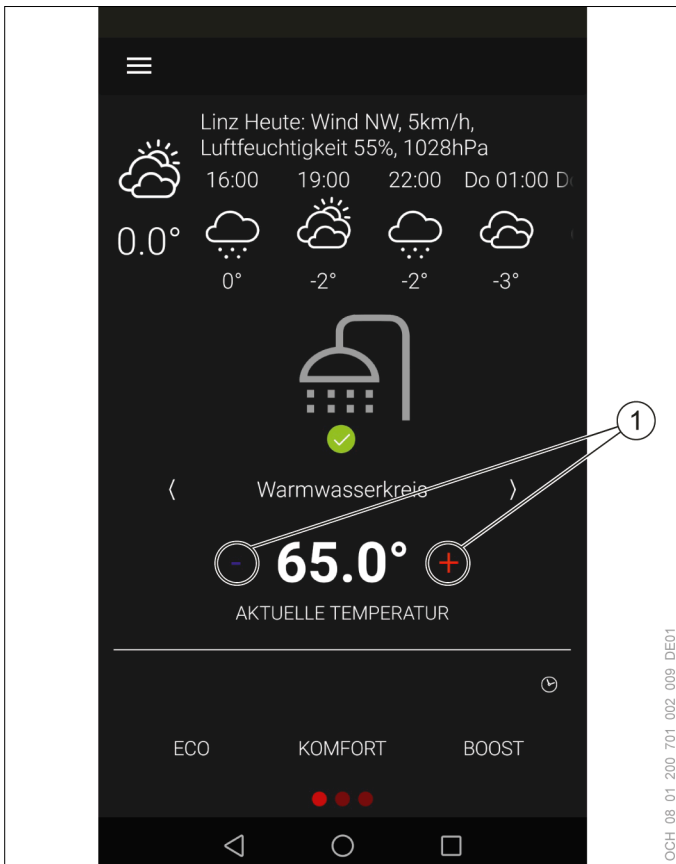 Linz Heute: Wind NW, 5km/h,
Luftfeuchtigkeit 55%, 1028hPa
16:00 19:00 22:00 Do 01:00 D
0.0°
0° -2° -2° -3°
1
〈 Warmwasserkreis 〉
- 65.0° +
AKTUELLE TEMPERATUR
ECO KOMFORT BOOST
OCH 08 01 200 701 002 009 DE01